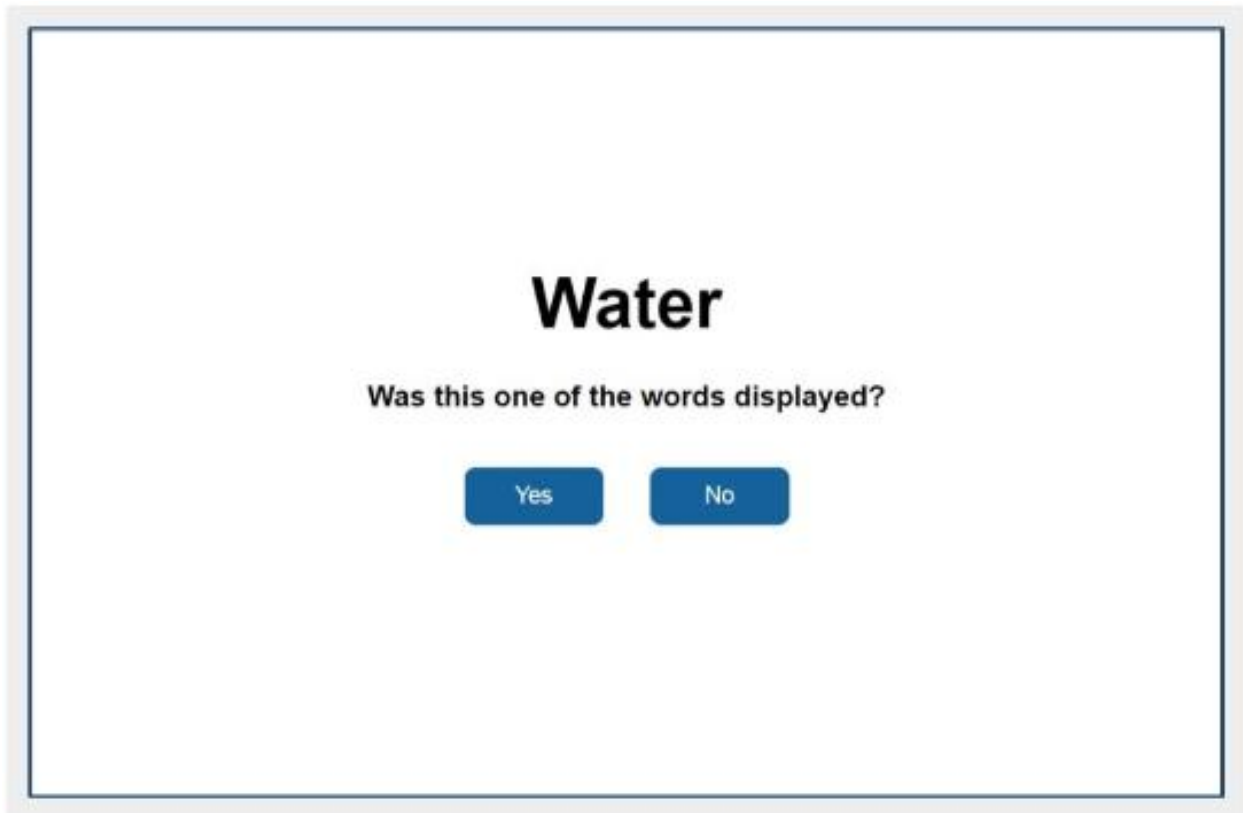 Water
Was this one of the words displayed?
Yes No